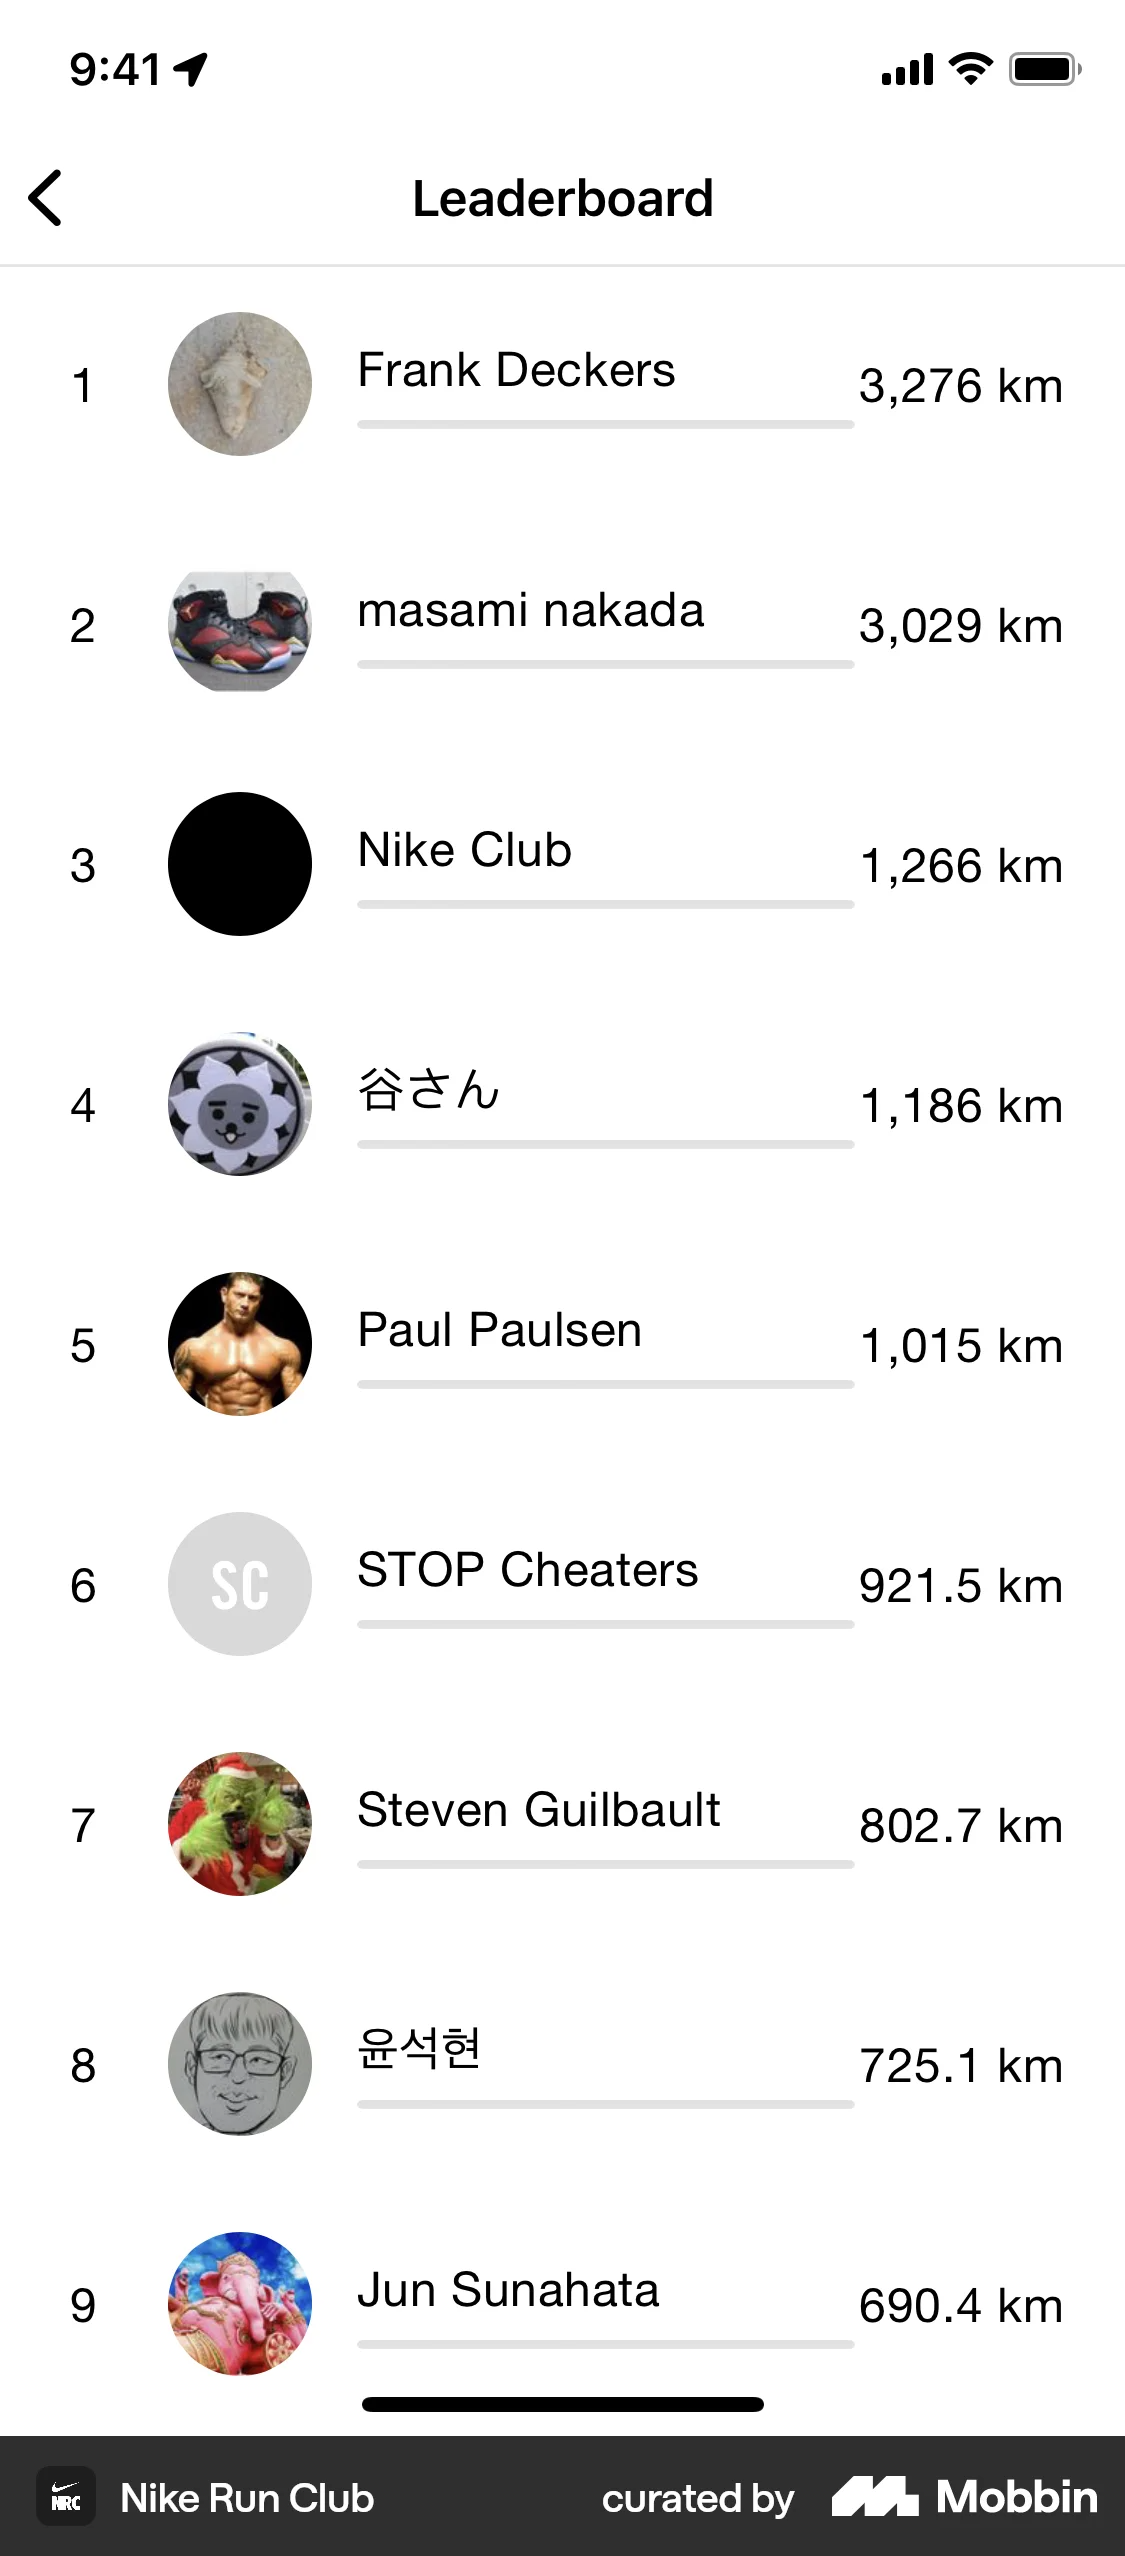 9:41
Leaderboard
1 Frank Deckers 3,276 km
2 masami nakada 3,029 km
3 Nike Club 1,266 km
4 谷さん 1,186 km
5 Paul Paulsen 1,015 km
6 SC STOP Cheaters 921.5 km
7 Steven Guilbault 802.7 km
8 윤석현 725.1 km
9 Jun Sunahata 690.4 km
NRC Nike Run Club curated by Mobbin